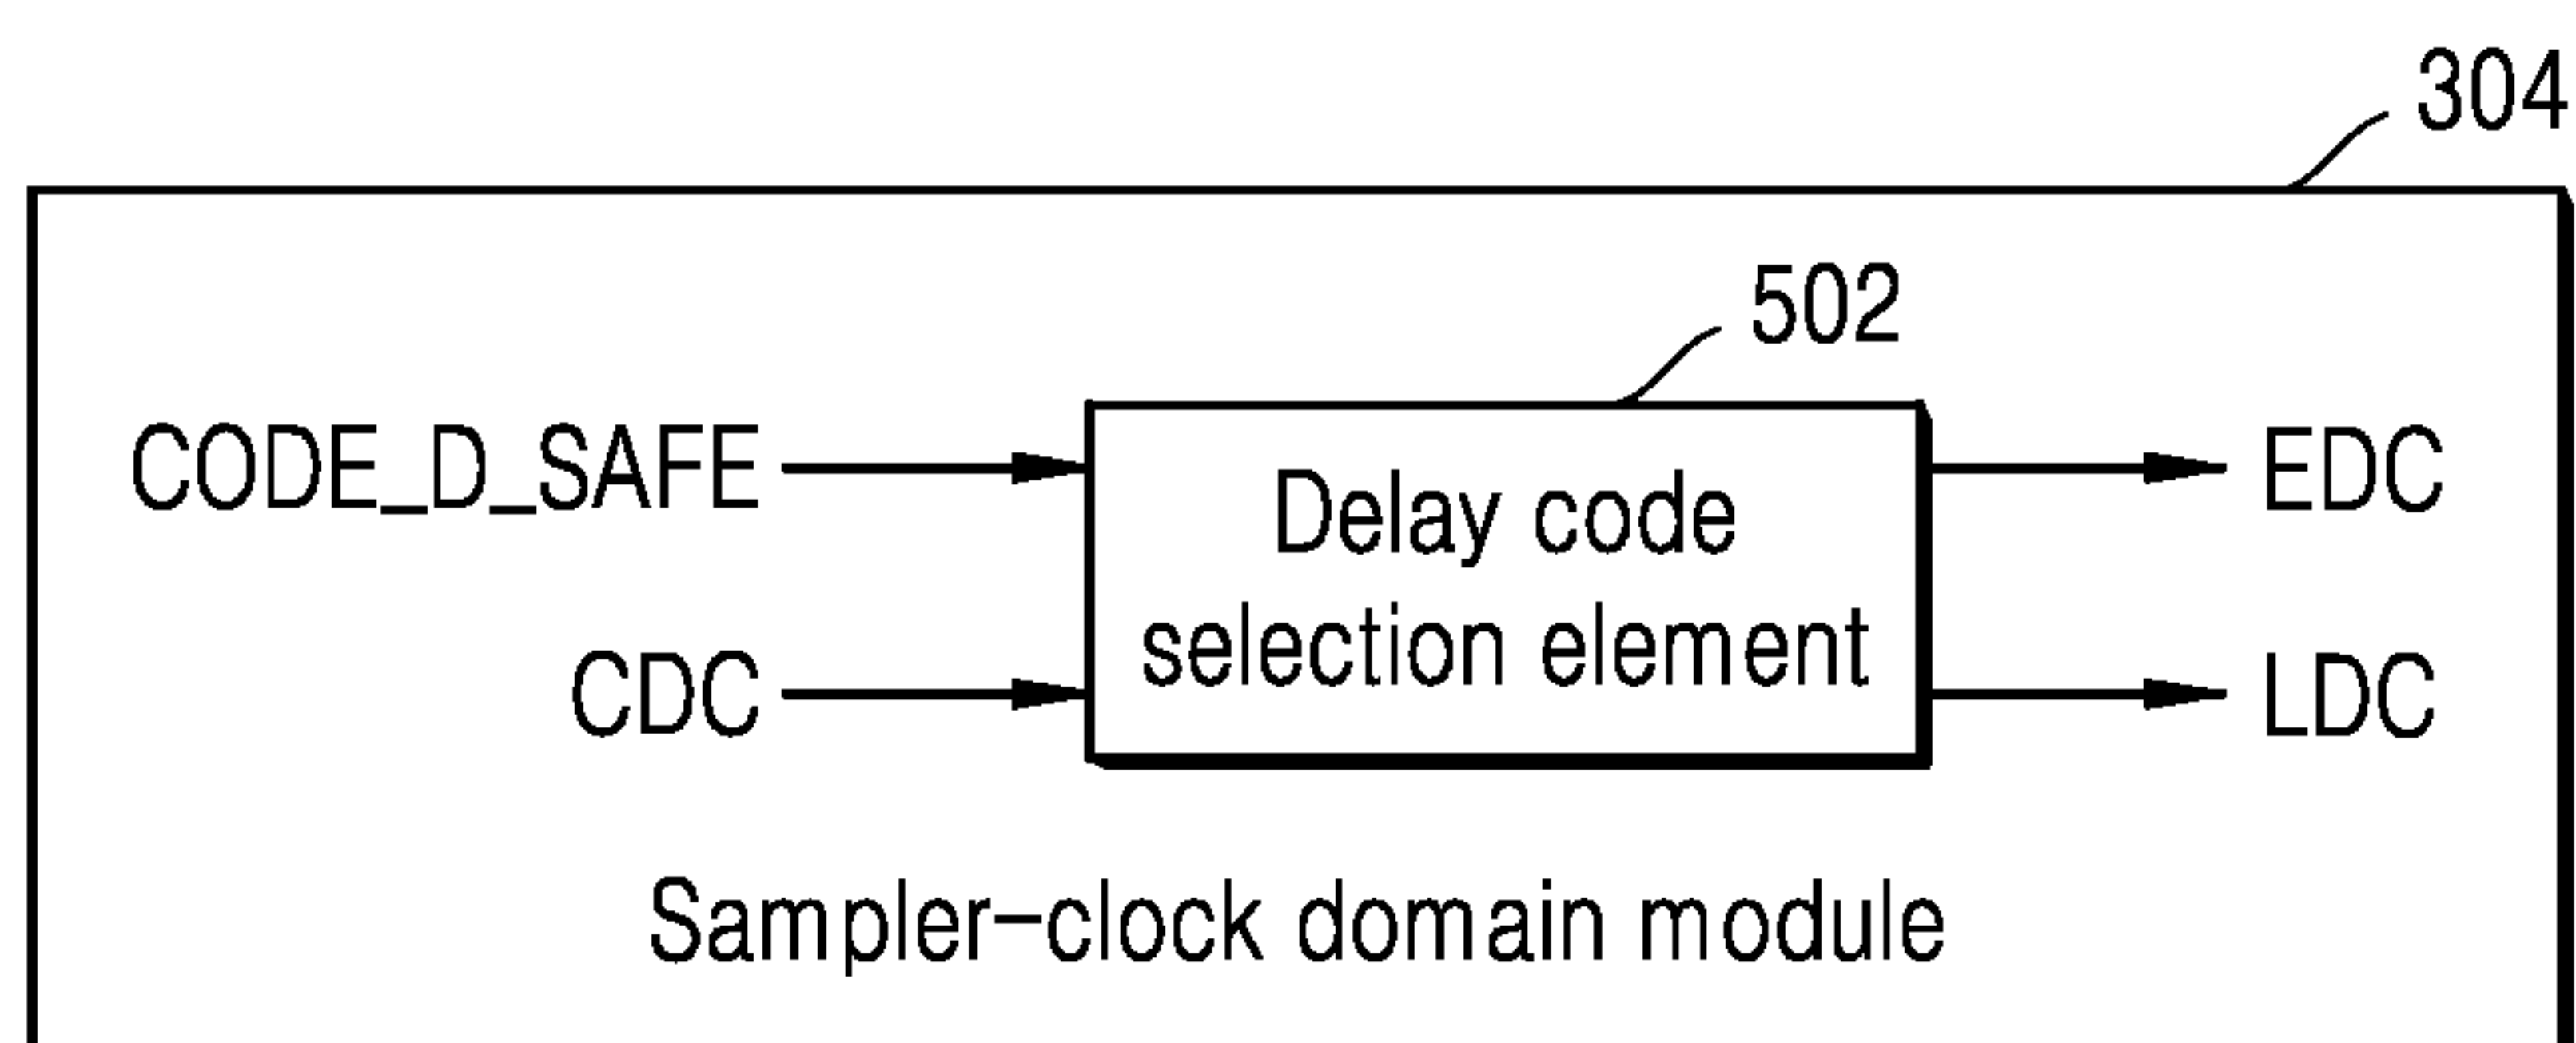 304
502
CODE_D_SAFE
EDC
Delay code
selection element
CDC
LDC
Sampler-clock domain module